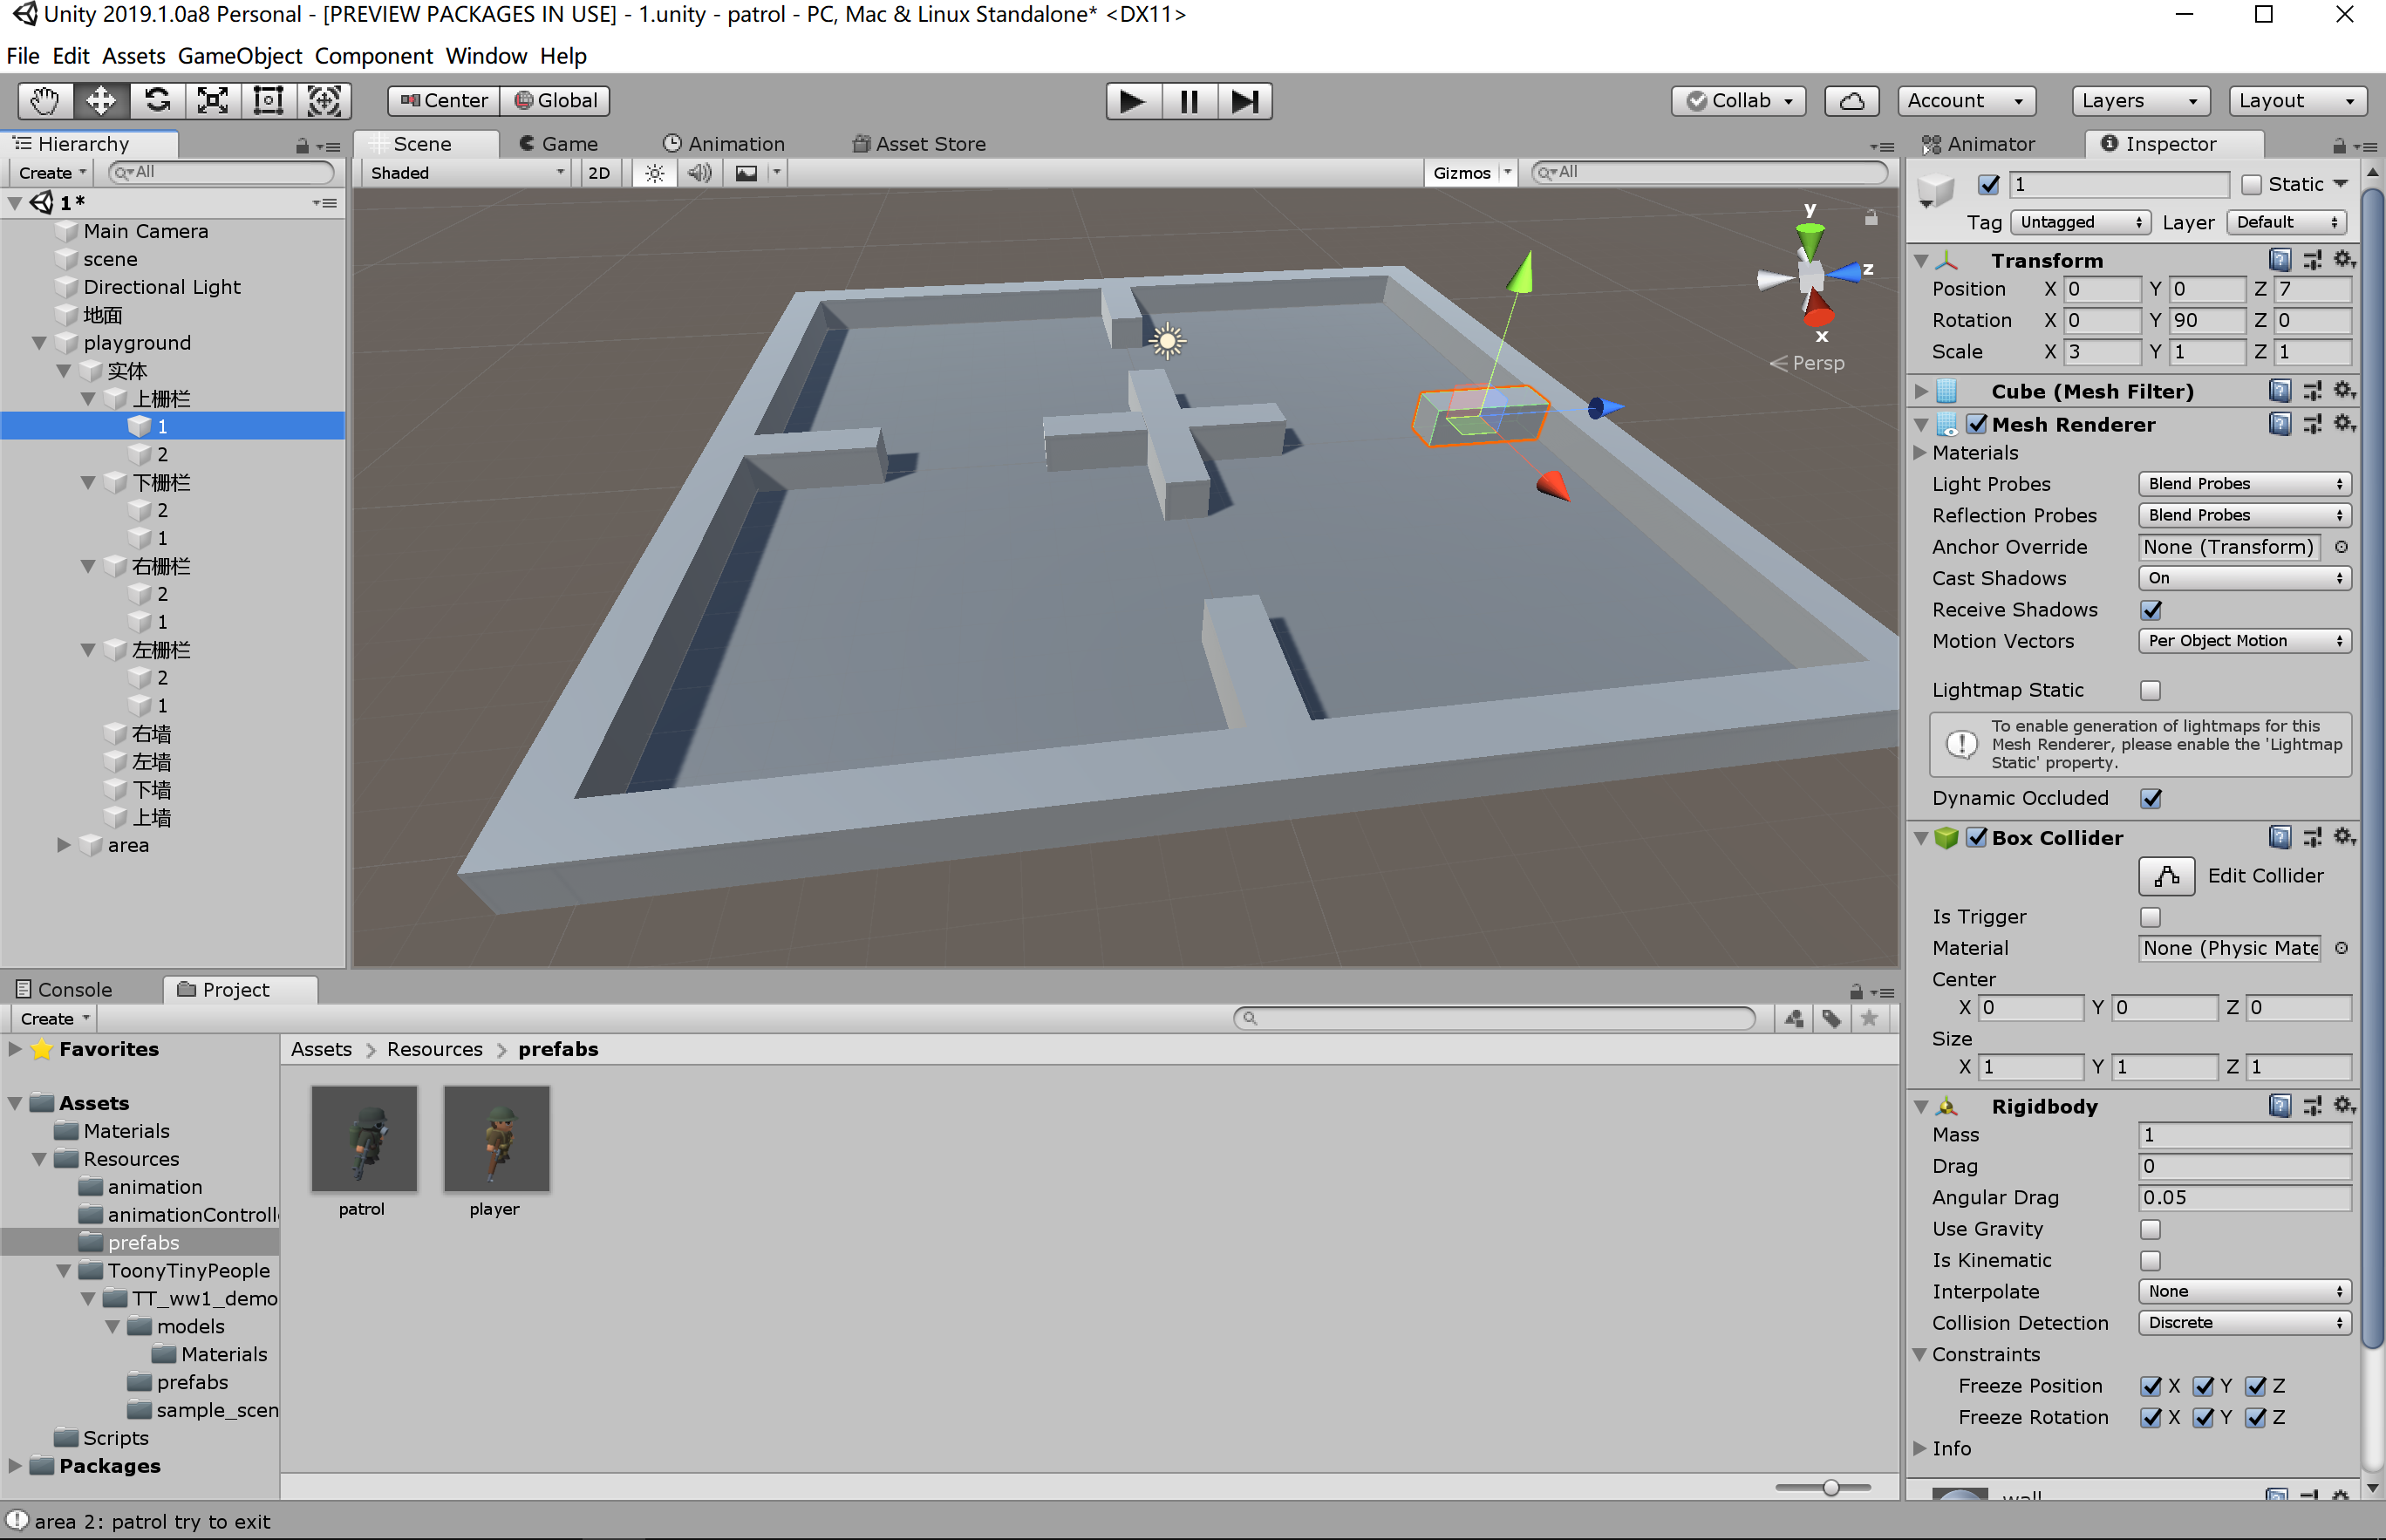 Unity 2019.1.0a8 Personal - [PREVIEW PACKAGES IN USE] - 1.unity - patrol - PC, Mac & Linux Standalone* <DX11>
File Edit Assets GameObject Component Window Help
Center Global
Collab Account Layers Layout
Hierarchy
Create All
1*
Main Camera
scene
Directional Light
地面
playground
实体
上栅栏
1
2
下栅栏
2
1
右栅栏
2
1
左栅栏
2
1
右墙
左墙
下墙
上墙
area
Scene Game Animation Asset Store
Shaded 2D Gizmos All
y
z
x
Persp
Animator Inspector
1 Static
Tag Untagged Layer Default
Transform
Position X 0 Y 0 Z 7
Rotation X 0 Y 90 Z 0
Scale X 3 Y 1 Z 1
Cube (Mesh Filter)
Mesh Renderer
Materials
Light Probes Blend Probes
Reflection Probes Blend Probes
Anchor Override None (Transform)
Cast Shadows On
Receive Shadows
Motion Vectors Per Object Motion
Lightmap Static
To enable generation of lightmaps for this
Mesh Renderer, please enable the 'Lightmap
Static' property.
Dynamic Occluded
Box Collider
Edit Collider
Is Trigger
Material None (Physic Mate
Center
X 0 Y 0 Z 0
Size
X 1 Y 1 Z 1
Rigidbody
Mass 1
Drag 0
Angular Drag 0.05
Use Gravity
Is Kinematic
Interpolate None
Collision Detection Discrete
Constraints
Freeze Position X Y Z
Freeze Rotation X Y Z
Info
wall
Console Project
Create
Favorites
Assets
Materials
Resources
animation
animationControll
prefabs
ToonyTinyPeople
TT_ww1_demo
models
Materials
prefabs
sample_scen
Scripts
Packages
Assets Resources prefabs
patrol player
area 2: patrol try to exit